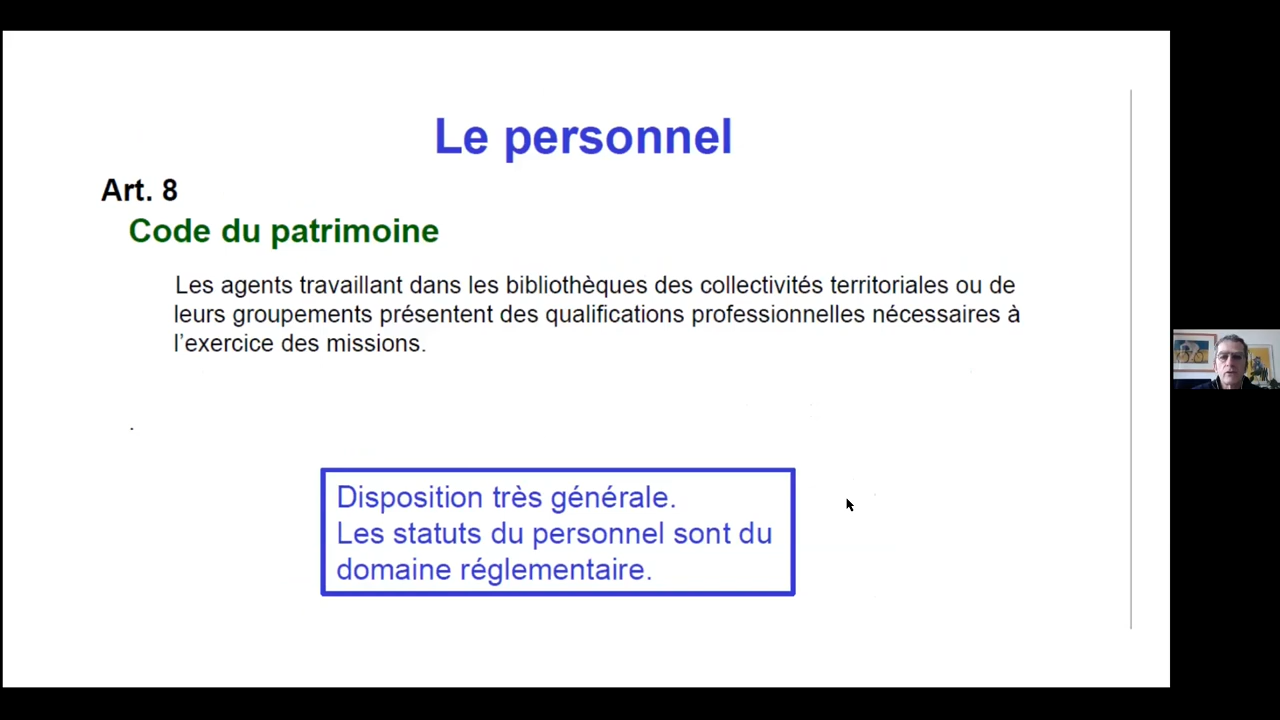 Le personnel
Art. 8
Code du patrimoine
Les agents travaillant dans les bibliothèques des collectivités territoriales ou de
leurs groupements présentent des qualifications professionnelles nécessaires à
l’exercice des missions.
.
Disposition très générale.
Les statuts du personnel sont du
domaine réglementaire.